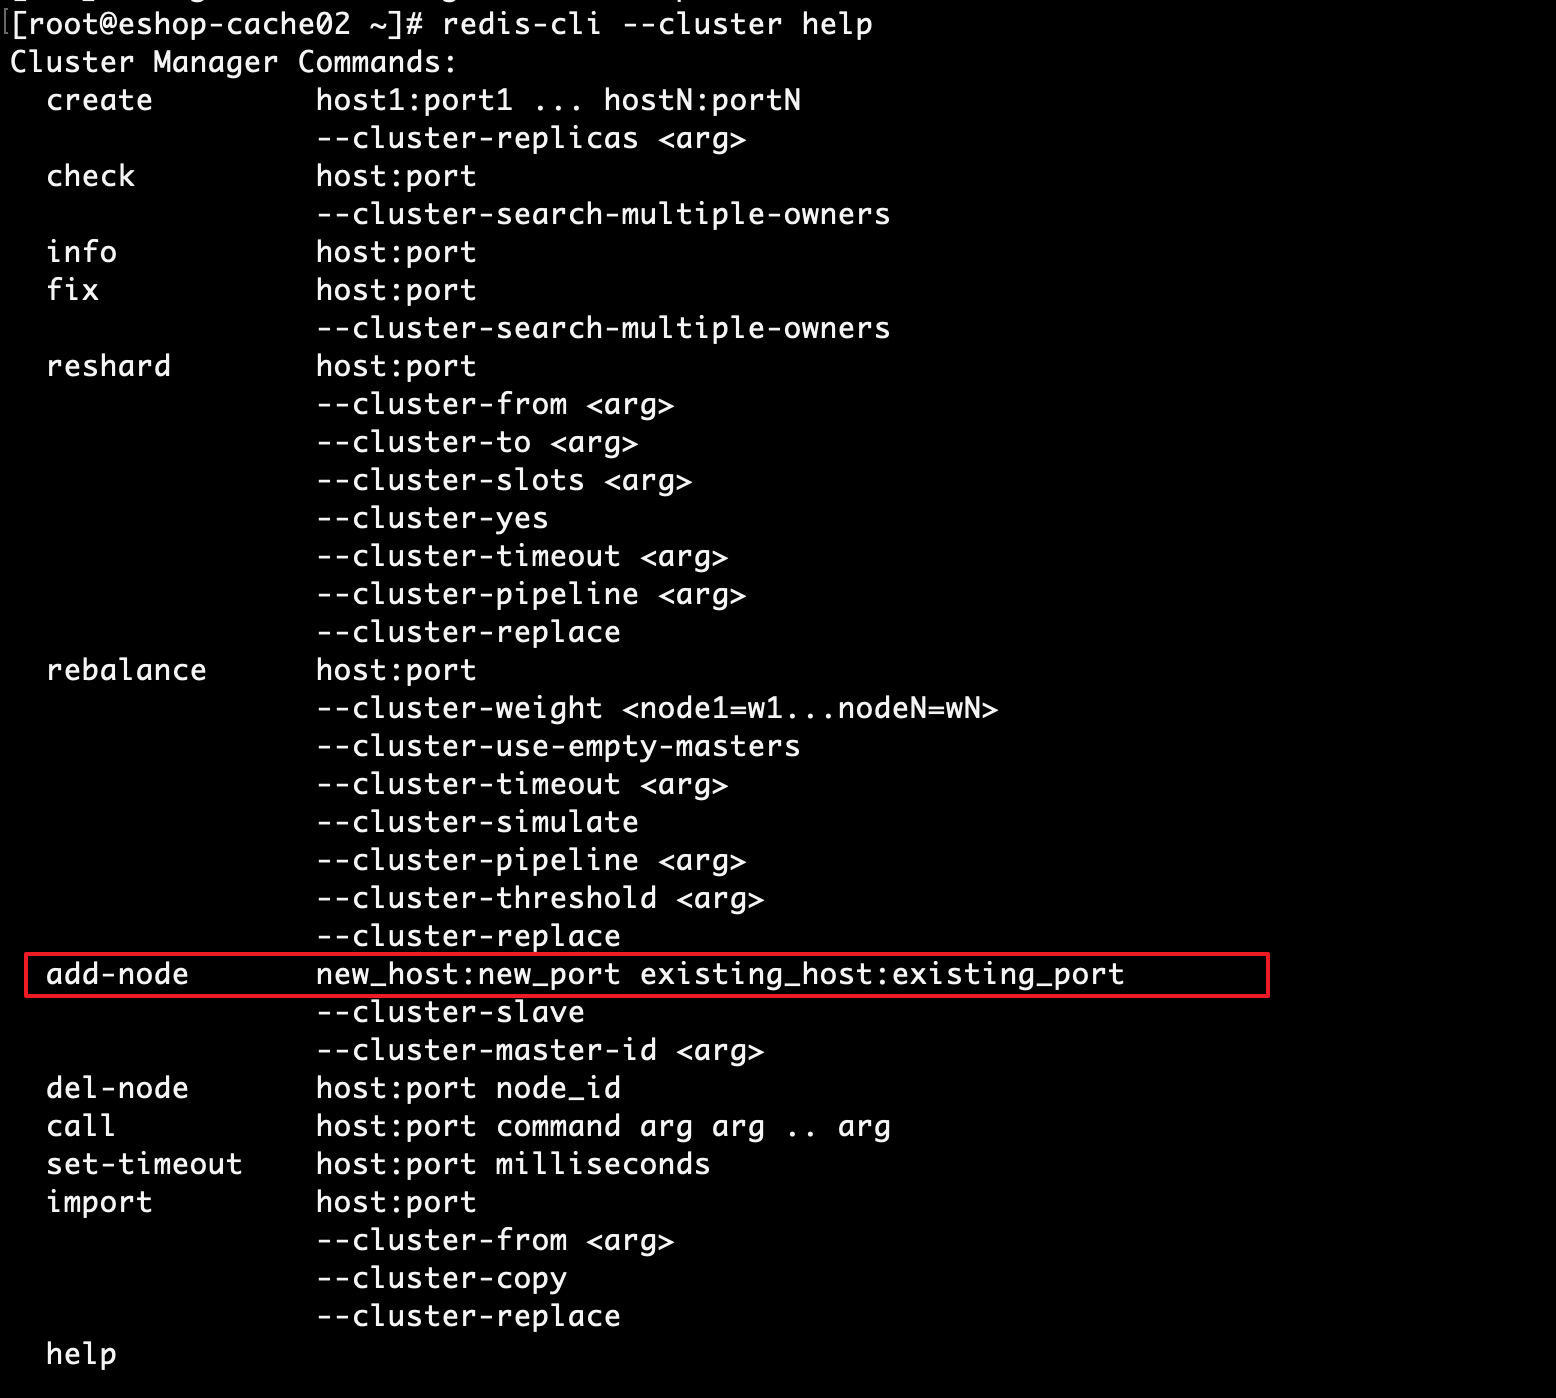 [root@eshop-cache02 ~]# redis-cli --cluster help
Cluster Manager Commands:
  create         host1:port1 ... hostN:portN
                 --cluster-replicas <arg>
  check          host:port
                 --cluster-search-multiple-owners
  info           host:port
  fix            host:port
                 --cluster-search-multiple-owners
  reshard        host:port
                 --cluster-from <arg>
                 --cluster-to <arg>
                 --cluster-slots <arg>
                 --cluster-yes
                 --cluster-timeout <arg>
                 --cluster-pipeline <arg>
                 --cluster-replace
  rebalance      host:port
                 --cluster-weight <node1=w1...nodeN=wN>
                 --cluster-use-empty-masters
                 --cluster-timeout <arg>
                 --cluster-simulate
                 --cluster-pipeline <arg>
                 --cluster-threshold <arg>
                 --cluster-replace
  add-node       new_host:new_port existing_host:existing_port
                 --cluster-slave
                 --cluster-master-id <arg>
  del-node       host:port node_id
  call           host:port command arg arg .. arg
  set-timeout    host:port milliseconds
  import         host:port
                 --cluster-from <arg>
                 --cluster-copy
                 --cluster-replace
  help